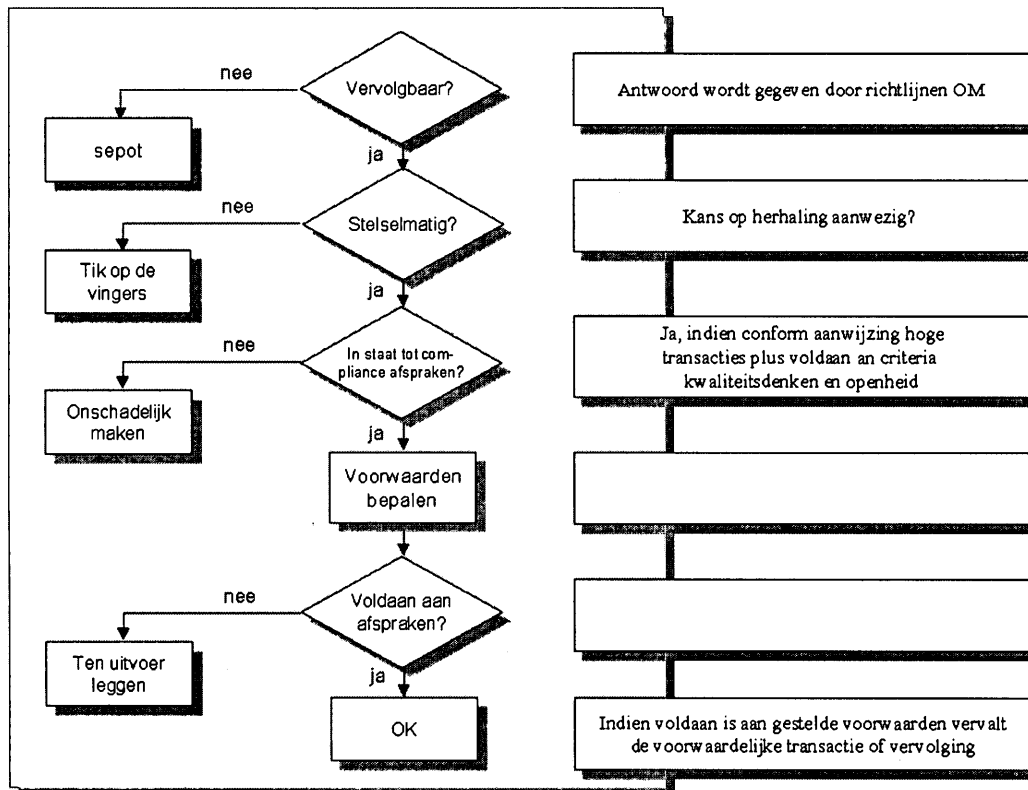 nee
Vervolgbaar?
Antwoord wordt gegeven door richtlijnen OM
sepot
ja
nee
Stelselmatig?
Kans op herhaling aanwezig?
Tik op de
vingers
ja
nee
In staat tot com-
pliance afspraken?
Ja, indien conform aanwijzing hoge
transacties plus voldaan an criteria
kwaliteitsdenken en openheid
Onschadelijk
maken
ja
Voorwaarden
bepalen
nee
Voldaan aan
afspraken?
Ten uitvoer
leggen
ja
OK
Indien voldaan is aan gestelde voorwaarden vervalt
de voorwaardelijke transactie of vervolging